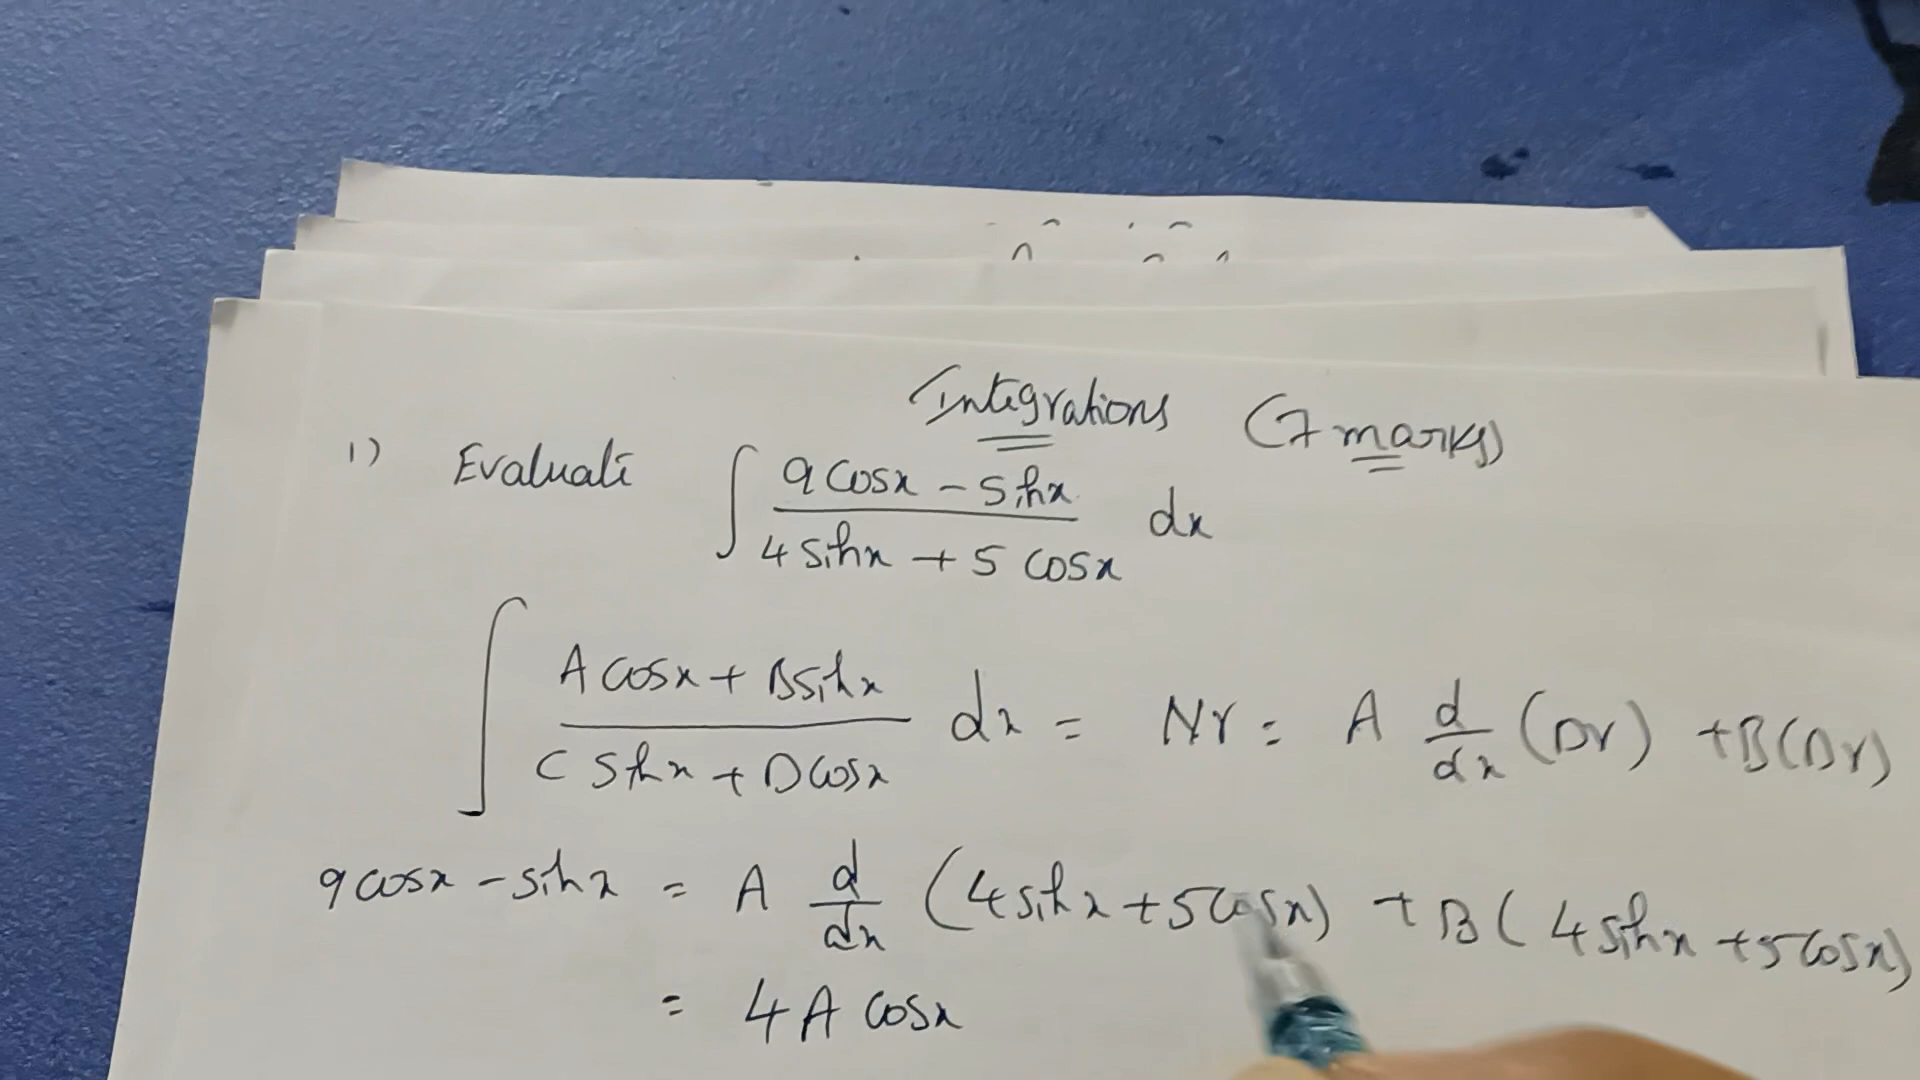 Integrations (7 marks)
1) Evaluate ∫ (9 cosx - sinx)/(4 sinx + 5 cosx) dx
∫ (A cosx + B sinx)/(C sinx + D cosx) dx = Nr = A d/dx (Dr) + B(Dr)
9 cosx - sinx = A d/dx (4 sinx + 5 cosx) + B( 4 sinx + 5 cosx)
= 4 A cosx